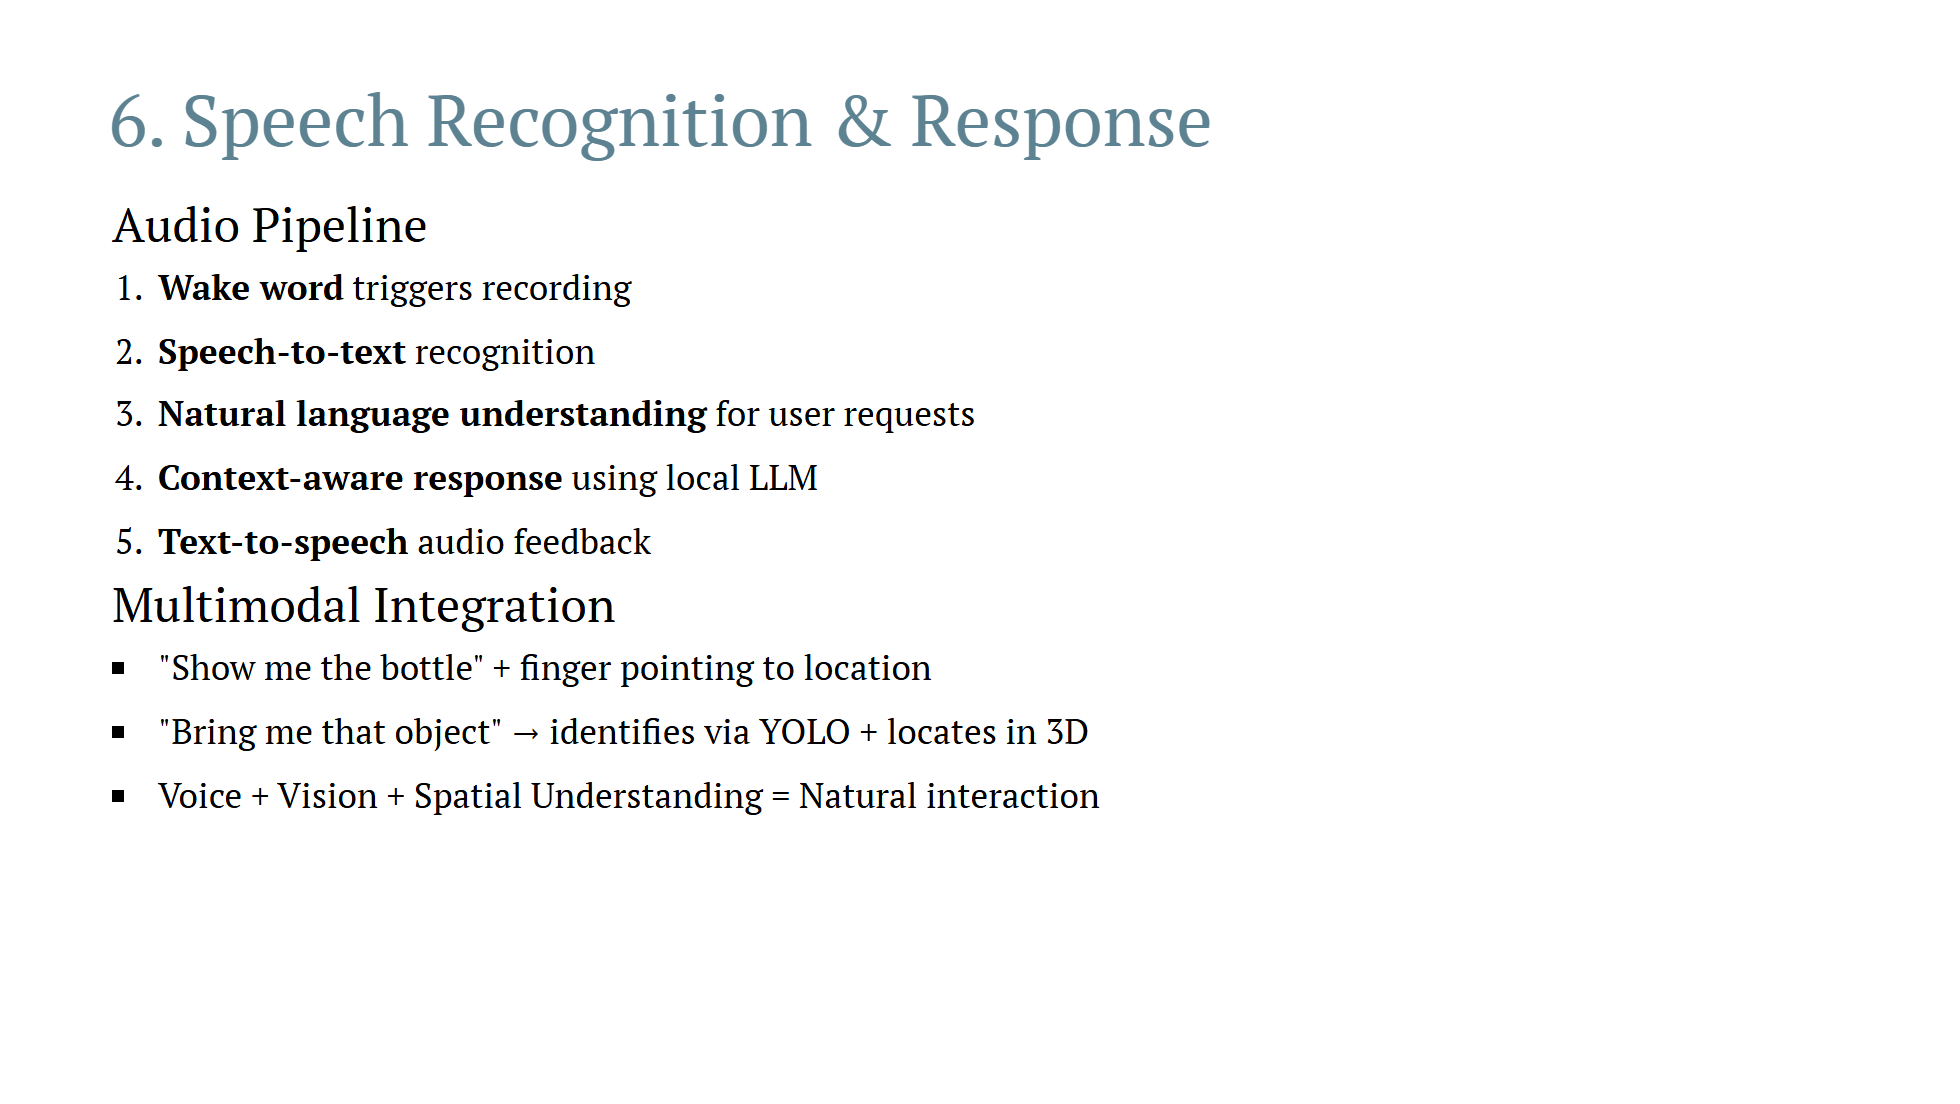 6. Speech Recognition & Response
Audio Pipeline
1. Wake word triggers recording
2. Speech-to-text recognition
3. Natural language understanding for user requests
4. Context-aware response using local LLM
5. Text-to-speech audio feedback
Multimodal Integration
▪ "Show me the bottle" + finger pointing to location
▪ "Bring me that object" → identifies via YOLO + locates in 3D
▪ Voice + Vision + Spatial Understanding = Natural interaction